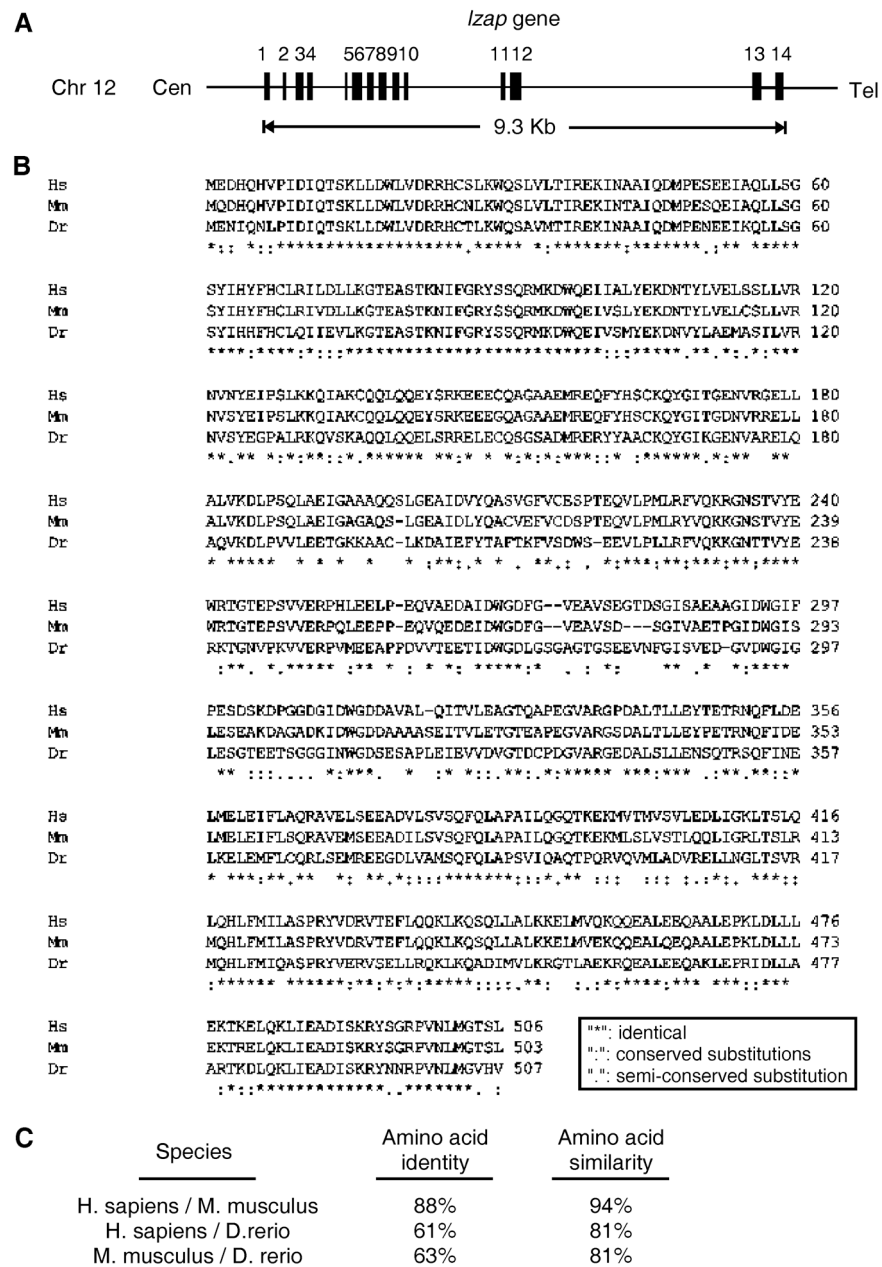 A
lzap gene
1 2 34 5678910 1112 13 14
Chr 12 Cen Tel
9.3 Kb
B
Hs MEDHQHVPIDIQTSKLLDWLVDRRHCSLKWQSLVLTIREKINAAIQDMPESEEIAQLLSG 60
Mm MQDHQHVPIDIQTSKLLDWLVDRRHCNLKWQSLVLTIREKINTAIQDMPESQEIAQLLSG 60
Dr MENIQNLPIDIQTSKLLDWLVDRRHCTLKWQSAVMTIREKINAAIQDMPENEEIKQLLSG 60
Hs SYIHYFHCLRILDLLKGTEASTKNIFGRYSSQRMKDWQEIIALYEKDNTYLVELSSLLVR 120
Mm SYIHYFHCLRIVDLLKGTEASTKNIFGRYSSQRMKDWQEIVSLYEKDNTYLVELCSLLVR 120
Dr SYIHHFHCLQIIEVLKGTEASTKNIFGRYSSQRMKDWQEIVSMYEKDNVYLAEMASILVR 120
Hs NVNYEIPSLKKQIAKCQQLQQEYSRKEEECQAGAAEMREQFYHSCKQYGITGENVRGELL 180
Mm NVSYEIPSLKKQIAKCQQLQQEYSRKEEEGQAGAAEMREQFYHSCKQYGITGDNVRRELL 180
Dr NVSYEGPALRKQVSKAQQLQQELSRRELECQSGSADMRERYYAACKQYGIKGENVARELQ 180
Hs ALVKDLPSQLAEIGAAAQQSLGEAIDVYQASVGFVCESPTEQVLPMLRFVQKRGNSTVYE 240
Mm ALVKDLPSQLAEIGAGAQS-LGEAIDLYQACVEFVCDSPTEQVLPMLRYVQKKGNSTVYE 239
Dr AQVKDLPVVLEETGKKAAC-LKDAIEFYTAFTKFVSDWS-EEVLPLLRFVQKKGNTTVYE 238
Hs WRTGTEPSVVERPHLEELP-EQVAEDAIDWGDFG--VEAVSEGTDSGISAEAAGIDWGIF 297
Mm WRTGTEPSVVERPQLEEPP-EQVQEDEIDWGDFG--VEAVSD---SGIVAETPGIDWGIS 293
Dr RKTGNVPKVVERPVMEEAPPDVVTEETIDWGDLGSGAGTGSEEVNFGISVED-GVDWGIG 297
Hs PESDSKDPGGDGIDWGDDAVAL-QITVLEAGTQAPEGVARGPDALTLLEYTETRNQFLDE 356
Mm LESEAKDAGADKIDWGDDAAAASEITVLETGTEAPEGVARGSDALTLLEYPETRNQFIDE 353
Dr LESGTEETSGGGINWGDSESAPLEIEVVDVGTDCPDGVARGEDALSLLENSQTRSQFINE 357
Hs LMELEIFLAQRAVELSEEADVLSVSQFQLAPAILQGQTKEKMVTMVSVLEDLIGKLTSLQ 416
Mm LMELEIFLSQRAVEMSEEADILSVSQFQLAPAILQGQTKEKMLSLVSTLQQLIGRLTSLR 413
Dr LKELEMFLCQRLSEMREEGDLVAMSQFQLAPSVIQAQTPQRVQVMLADVRELLNGLTSVR 417
Hs LQHLFMILASPRYVDRVTEFLQQKLKQSQLLALKKELMVQKQQEALEEQAALEPKLDLLL 476
Mm MQHLFMILASPRYVDRVTEFLQQKLKQSQLLALKKELMVEKQQEALQEQAALEPKLDLLL 473
Dr MQHLFMIQASPRYVERVSELLRQKLKQADIMVLKRGTLAEKRQEALEEQAKLEPRIDLLA 477
Hs EKTKELQKLIEADISKRYSGRPVNLMGTSL 506
Mm EKTRELQKLIEADISKRYSGRPVNLMGTSL 503
Dr ARTKDLQKLIEADISKRYNNRPVNLMGVHV 507
"*": identical
":": conserved substitutions
".": semi-conserved substitution
C
Species Amino acid identity Amino acid similarity
H. sapiens / M. musculus 88% 94%
H. sapiens / D.rerio 61% 81%
M. musculus / D. rerio 63% 81%